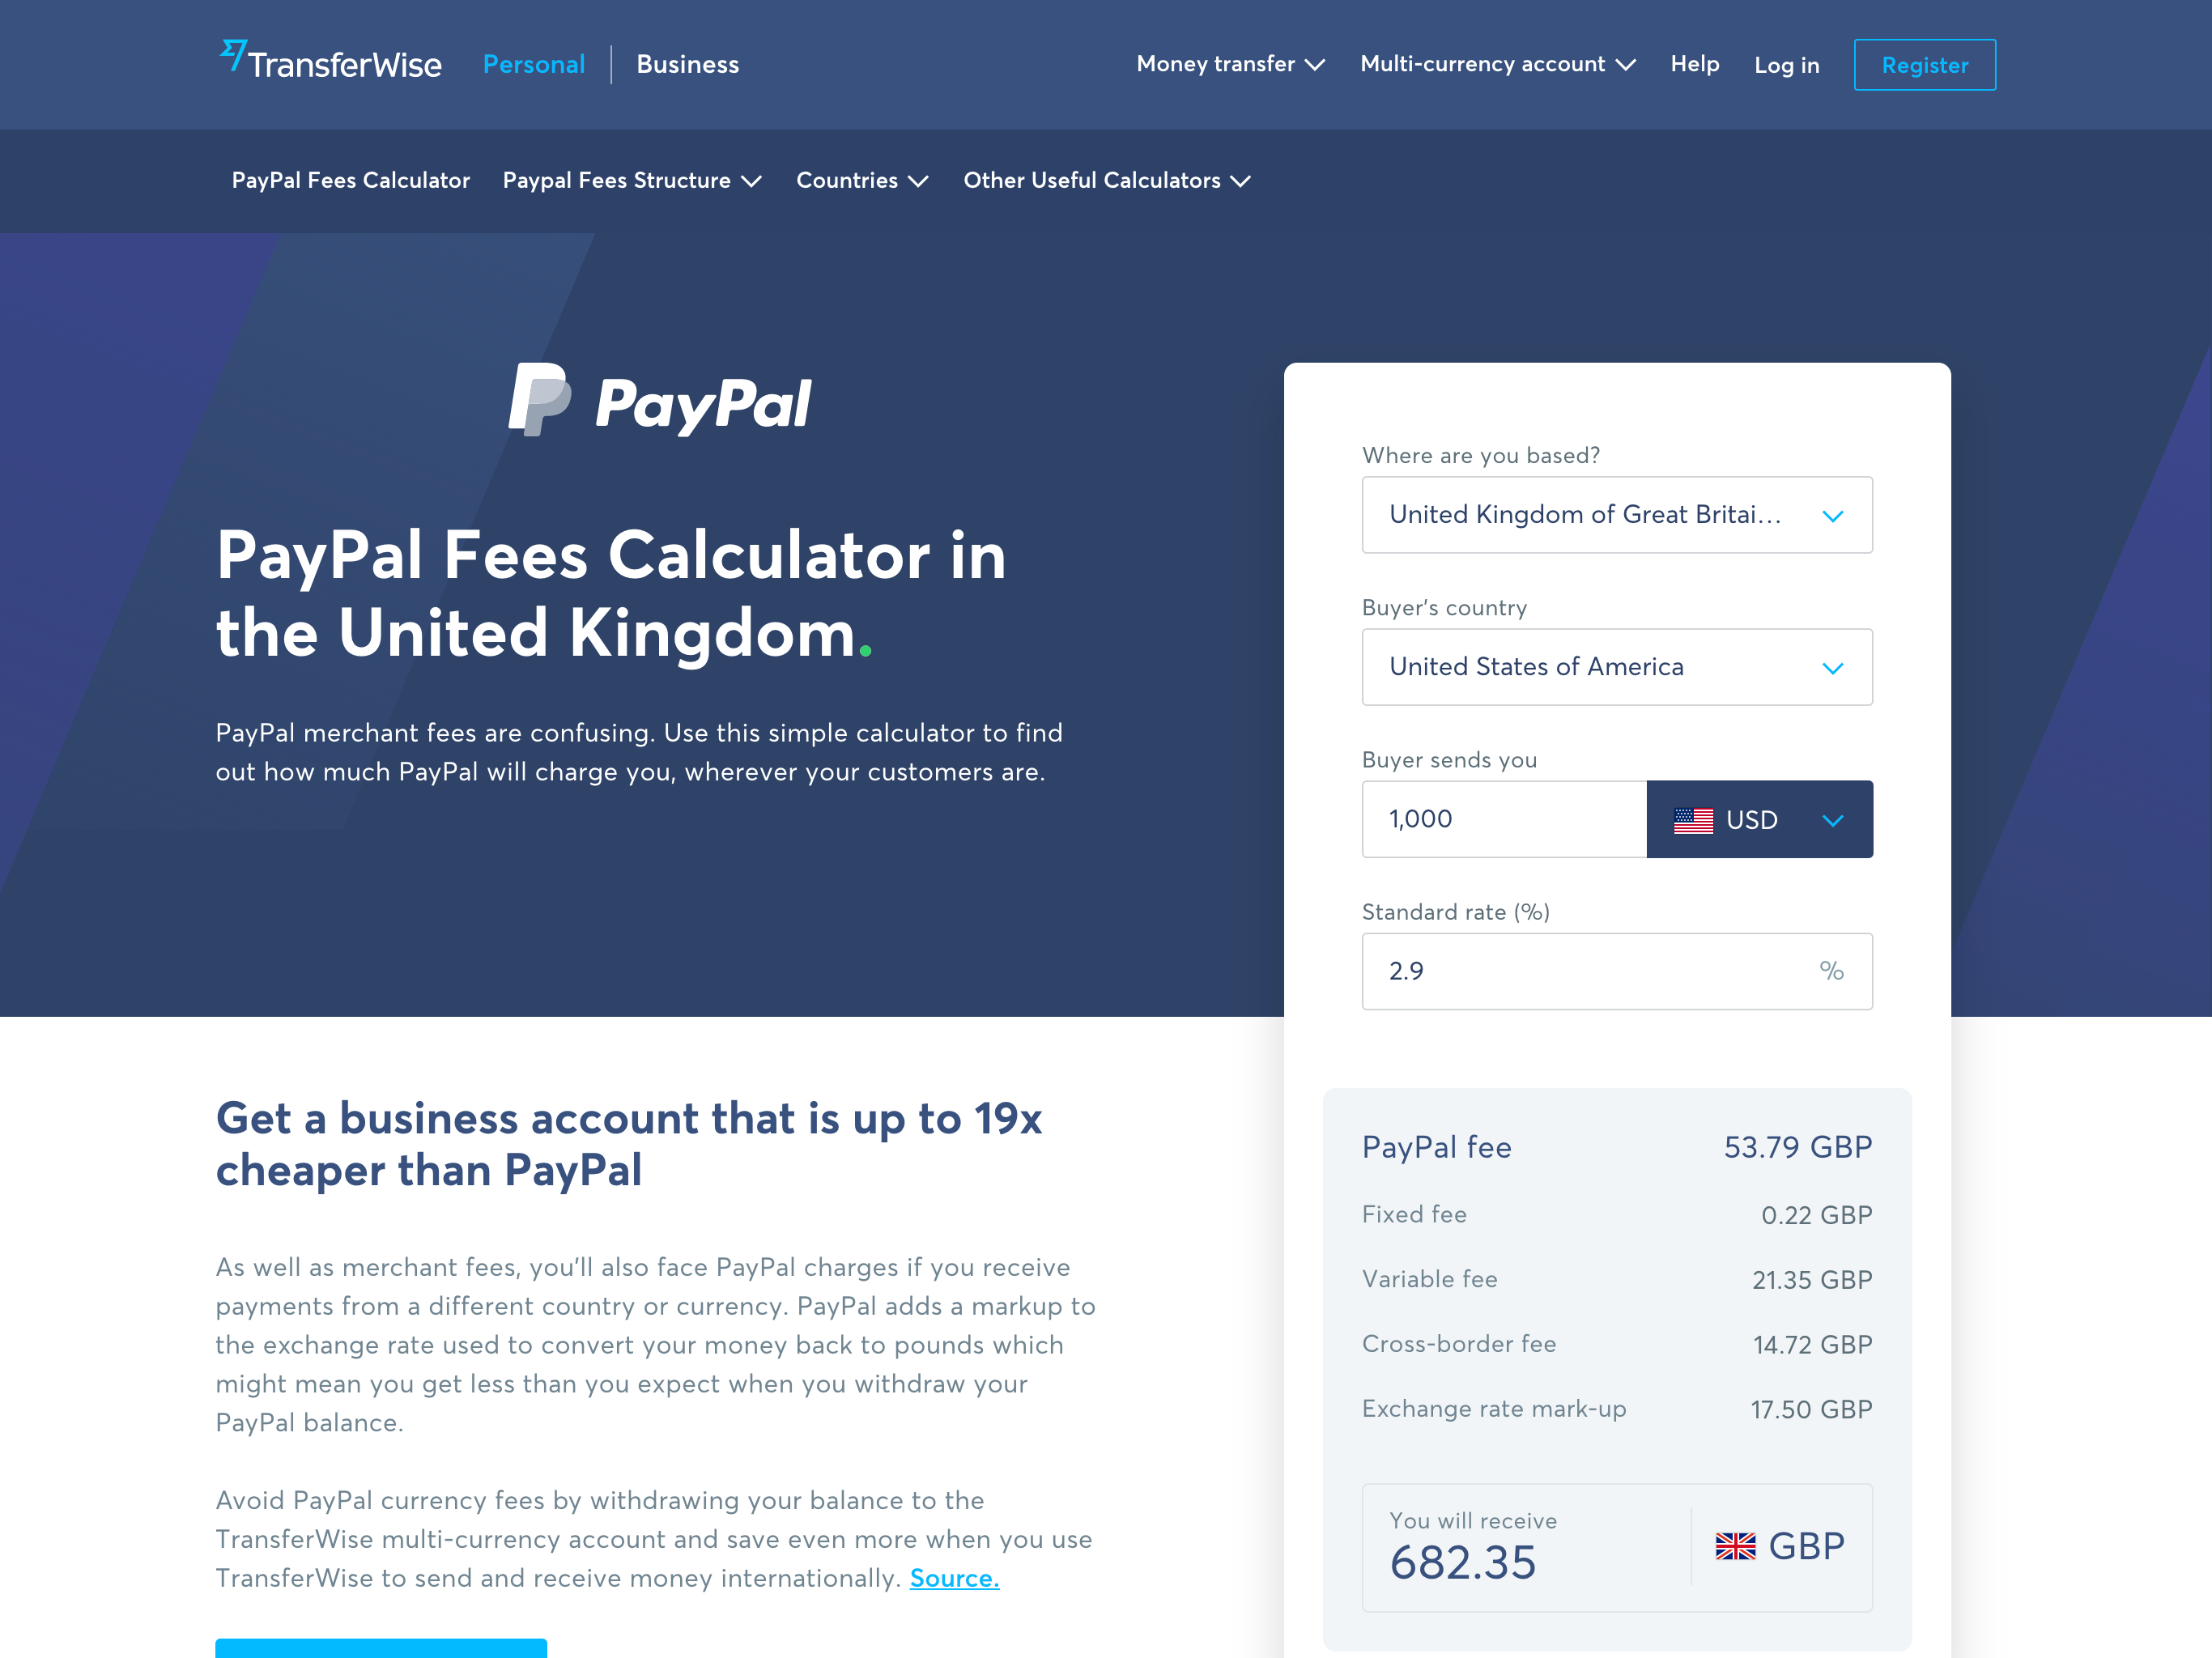 TransferWise
Personal
Business
Money transfer
Multi-currency account
Help
Log in
Register
PayPal Fees Calculator
Paypal Fees Structure
Countries
Other Useful Calculators
PayPal
PayPal Fees Calculator in
the United Kingdom.
PayPal merchant fees are confusing. Use this simple calculator to find
out how much PayPal will charge you, wherever your customers are.
Where are you based?
United Kingdom of Great Britai...
Buyer's country
United States of America
Buyer sends you
1,000
USD
Standard rate (%)
2.9
%
PayPal fee
53.79 GBP
Fixed fee
0.22 GBP
Variable fee
21.35 GBP
Cross-border fee
14.72 GBP
Exchange rate mark-up
17.50 GBP
You will receive
682.35
GBP
Get a business account that is up to 19x
cheaper than PayPal
As well as merchant fees, you'll also face PayPal charges if you receive
payments from a different country or currency. PayPal adds a markup to
the exchange rate used to convert your money back to pounds which
might mean you get less than you expect when you withdraw your
PayPal balance.
Avoid PayPal currency fees by withdrawing your balance to the
TransferWise multi-currency account and save even more when you use
TransferWise to send and receive money internationally. Source.